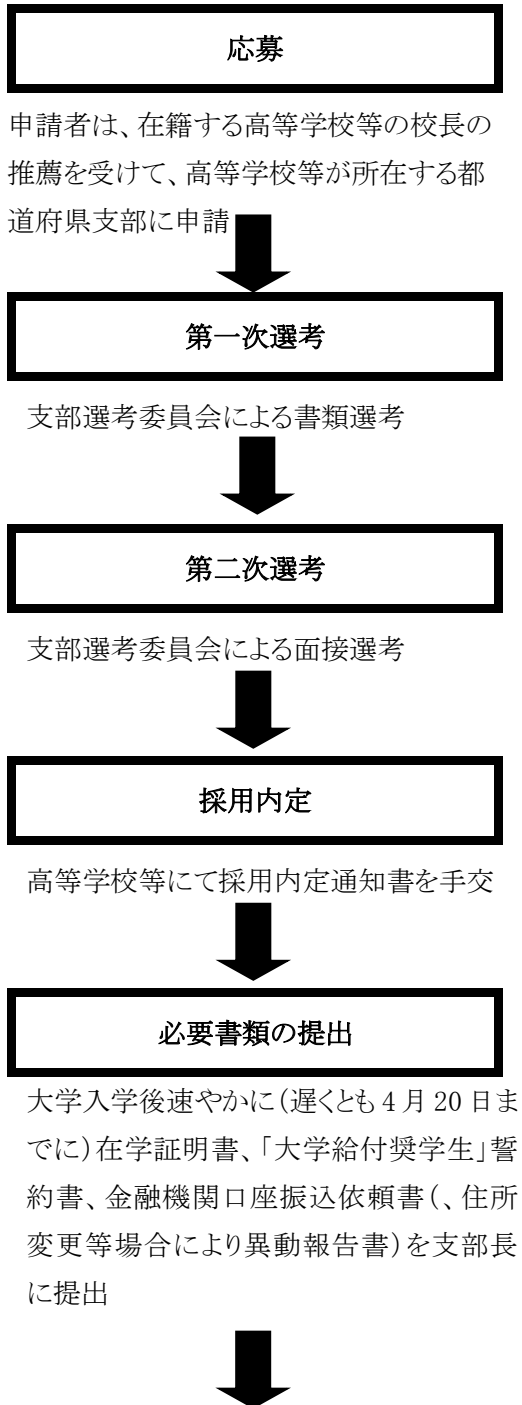 応募
申請者は、在籍する高等学校等の校長の
推薦を受けて、高等学校等が所在する都
道府県支部に申請
第一次選考
支部選考委員会による書類選考
第二次選考
支部選考委員会による面接選考
採用内定
高等学校等にて採用内定通知書を手交
必要書類の提出
大学入学後速やかに(遅くとも4月20日ま
でに)在学証明書、「大学給付奨学生」誓
約書、金融機関口座振込依頼書(、住所
変更等場合により異動報告書)を支部長
に提出